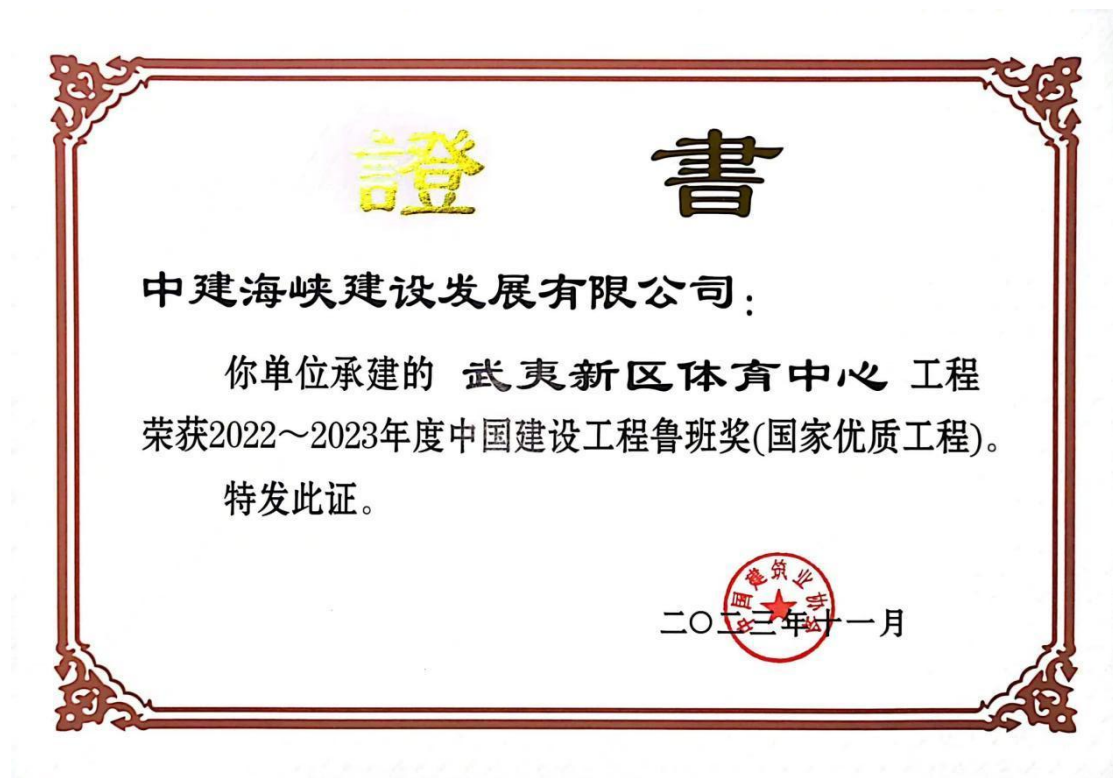 證 書
中建海峡建设发展有限公司:
你单位承建的 武夷新区体育中心 工程
荣获2022～2023年度中国建设工程鲁班奖(国家优质工程)。
特发此证。
中国建筑业协会
二〇二三年十一月